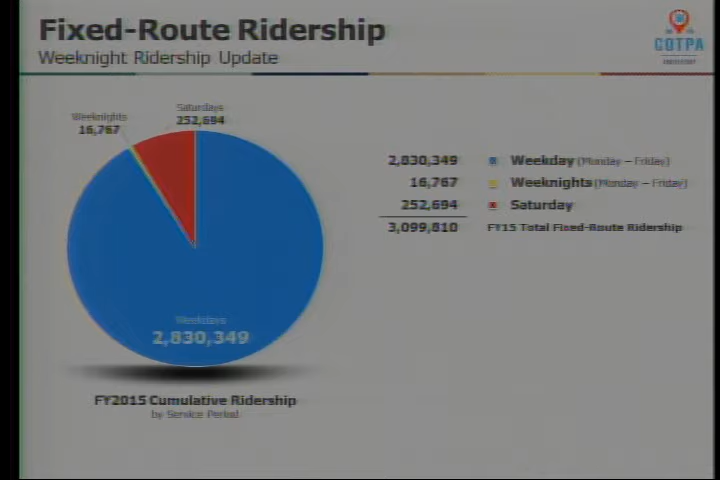 Fixed-Route Ridership
Weeknight Ridership Update
COTPA
Saturdays
252,694
Weeknights
16,767
Weekdays
2,830,349
FY2015 Cumulative Ridership
by Service Period
2,830,349 Weekday (Monday – Friday)
16,767 Weeknights (Monday – Friday)
252,694 Saturday
3,099,810 FY15 Total Fixed-Route Ridership